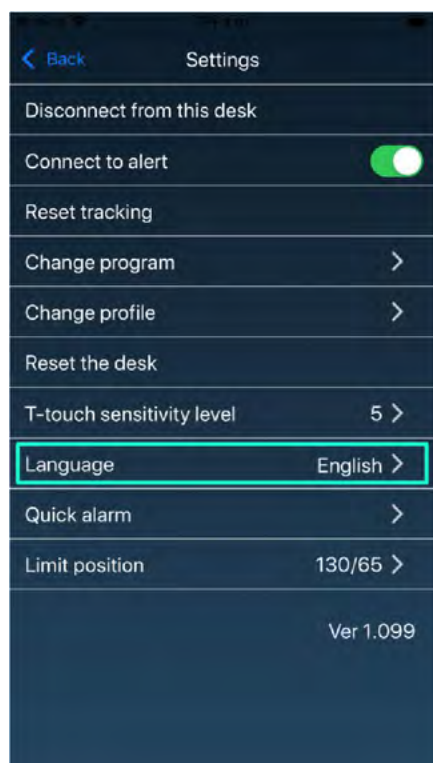 Back Settings
Disconnect from this desk
Connect to alert
Reset tracking
Change program
Change profile
Reset the desk
T-touch sensitivity level 5
Language English
Quick alarm
Limit position 130/65
Ver 1.099